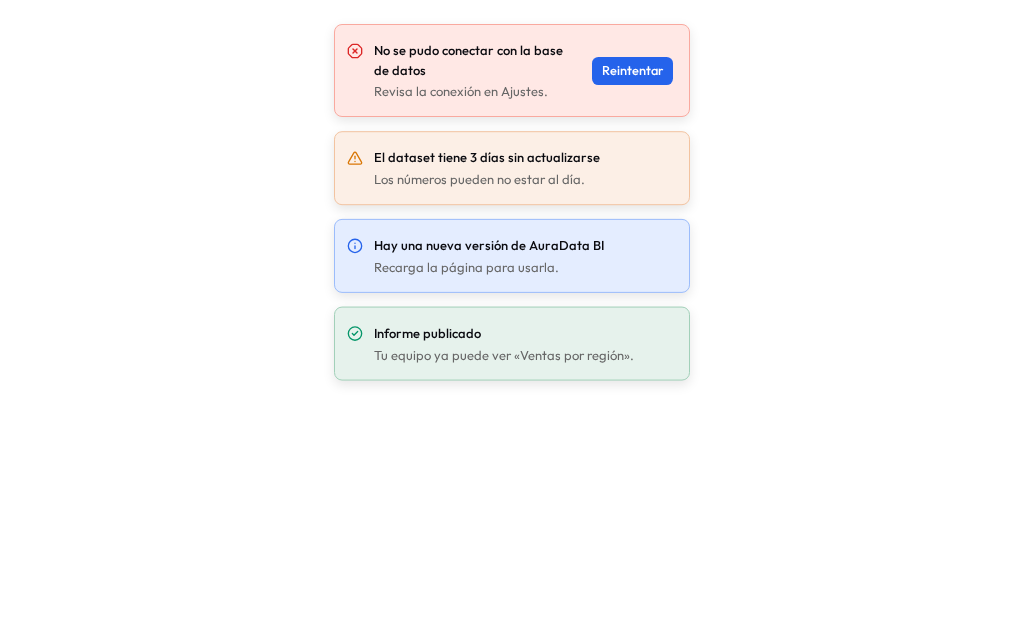 No se pudo conectar con la base
de datos
Revisa la conexión en Ajustes.
Reintentar
El dataset tiene 3 días sin actualizarse
Los números pueden no estar al día.
Hay una nueva versión de AuraData BI
Recarga la página para usarla.
Informe publicado
Tu equipo ya puede ver «Ventas por región».